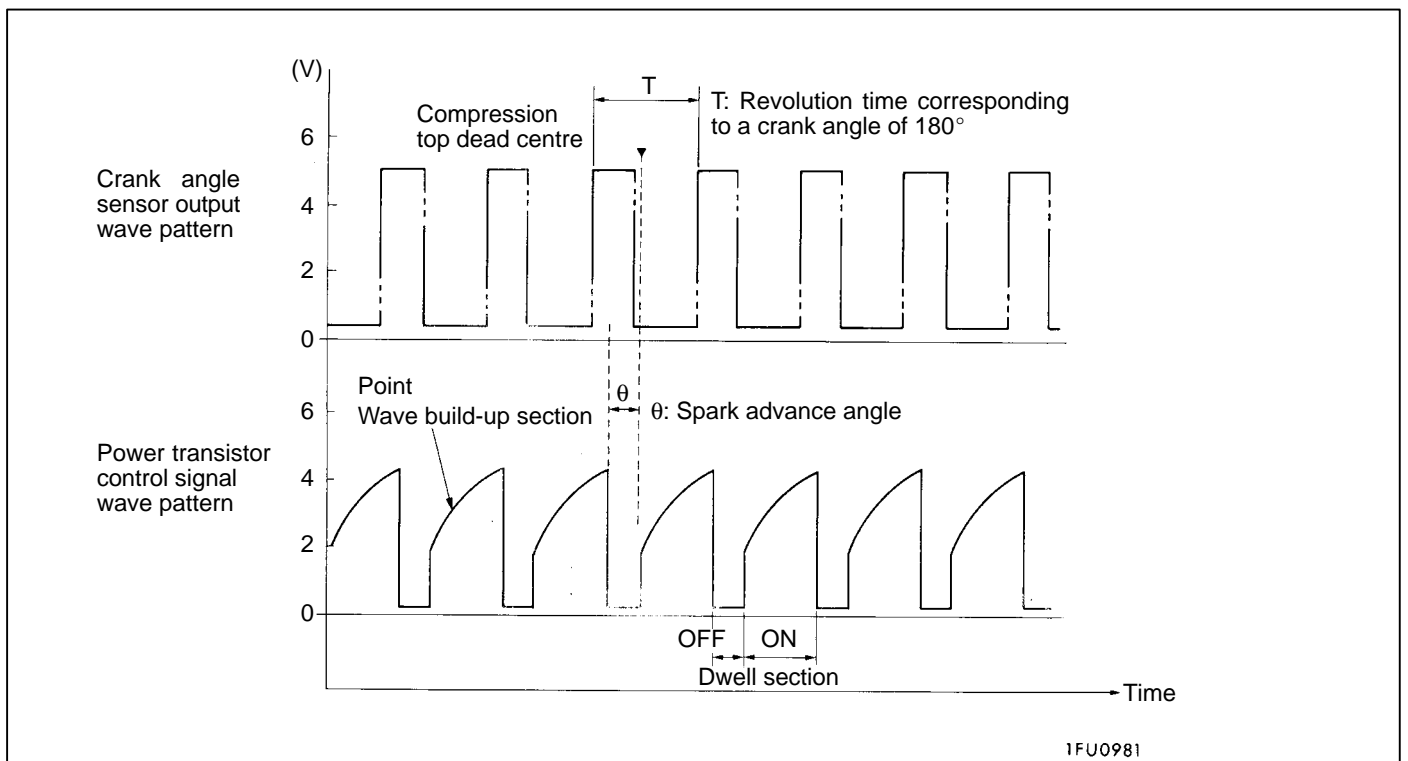 (V)
T
T: Revolution time corresponding
to a crank angle of 180°
Compression
top dead centre
6
4
2
0
Crank angle
sensor output
wave pattern
Point
Wave build-up section
θ
θ: Spark advance angle
6
4
2
0
Power transistor
control signal
wave pattern
OFF ON
Dwell section
Time
1FU0981